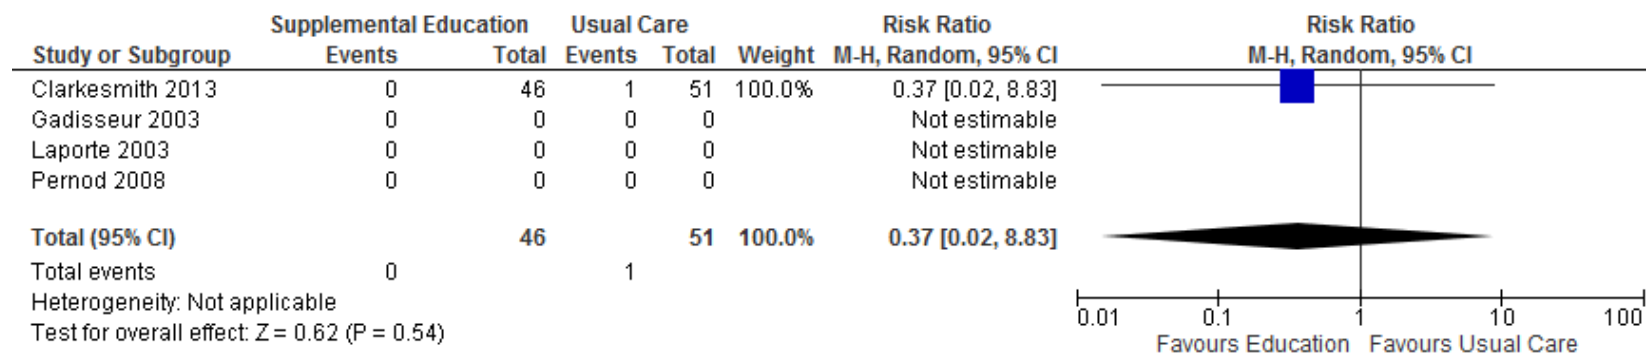 Supplemental Education Usual Care Risk Ratio Risk Ratio
Study or Subgroup Events Total Events Total Weight M-H, Random, 95% CI M-H, Random, 95% CI
Clarkesmith 2013 0 46 1 51 100.0% 0.37 [0.02, 8.83]
Gadisseur 2003 0 0 0 0 Not estimable
Laporte 2003 0 0 0 0 Not estimable
Pernod 2008 0 0 0 0 Not estimable
Total (95% CI) 46 51 100.0% 0.37 [0.02, 8.83]
Total events 0 1
Heterogeneity: Not applicable
Test for overall effect: Z = 0.62 (P = 0.54)
0.01 0.1 1 10 100
Favours Education Favours Usual Care